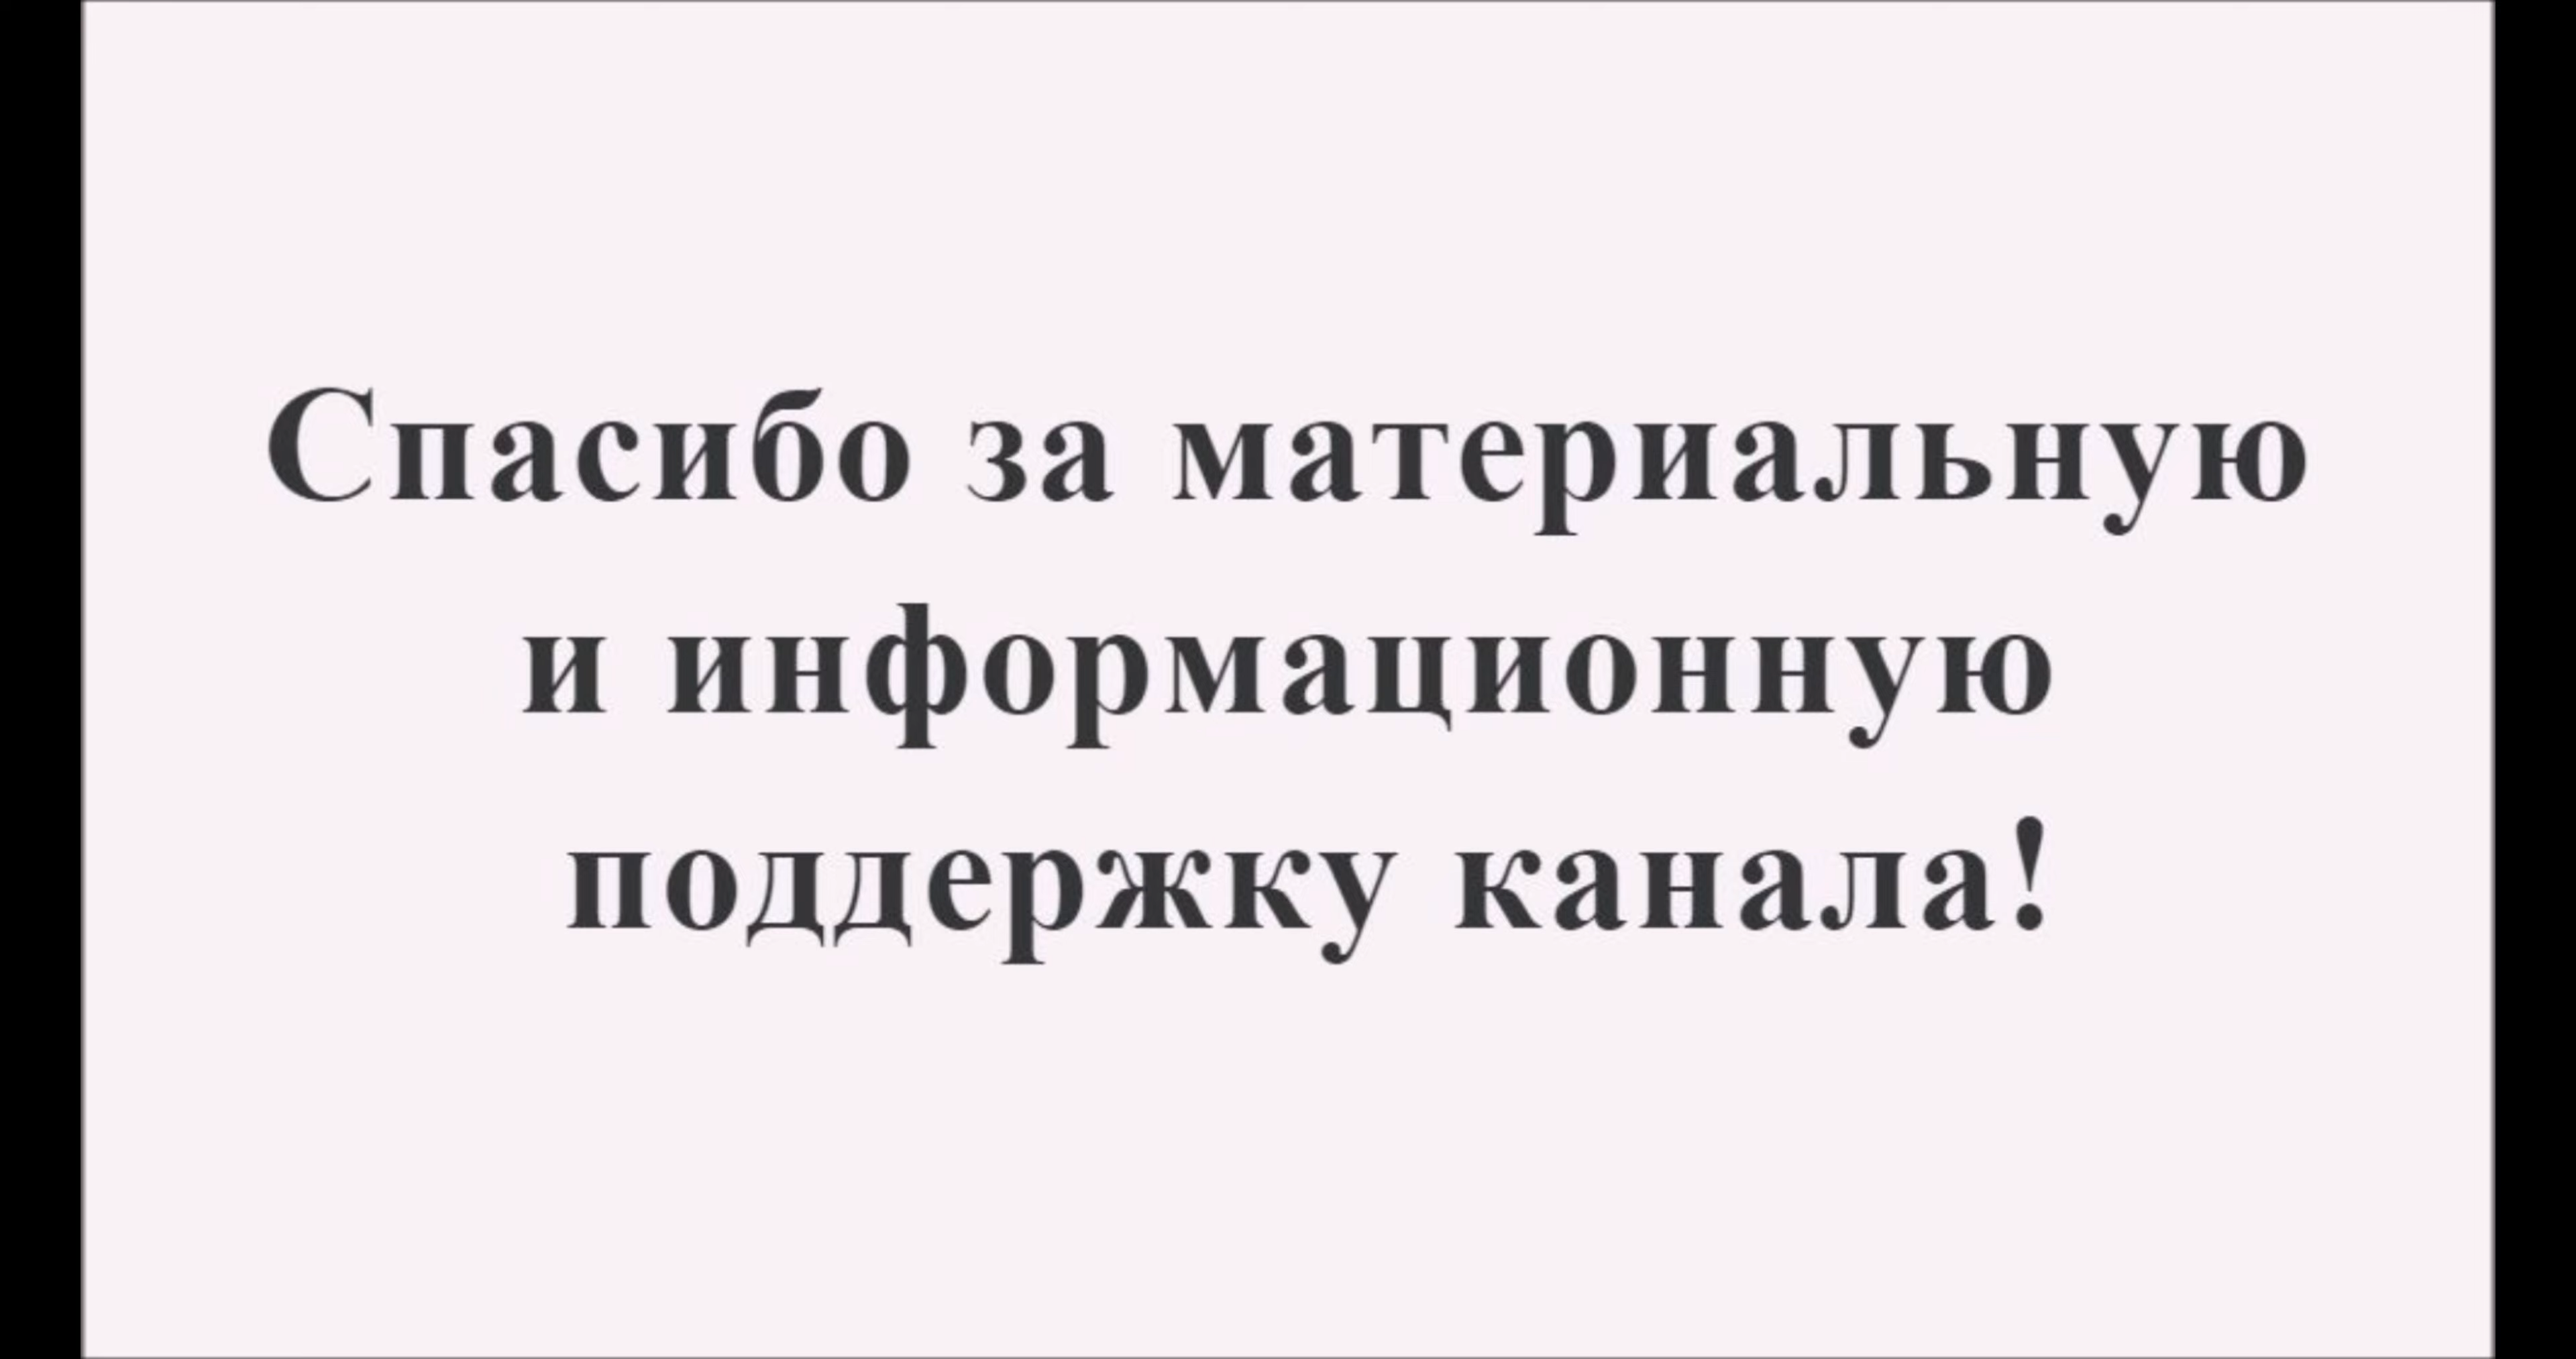 Спасибо за материальную
и информационную
поддержку канала!